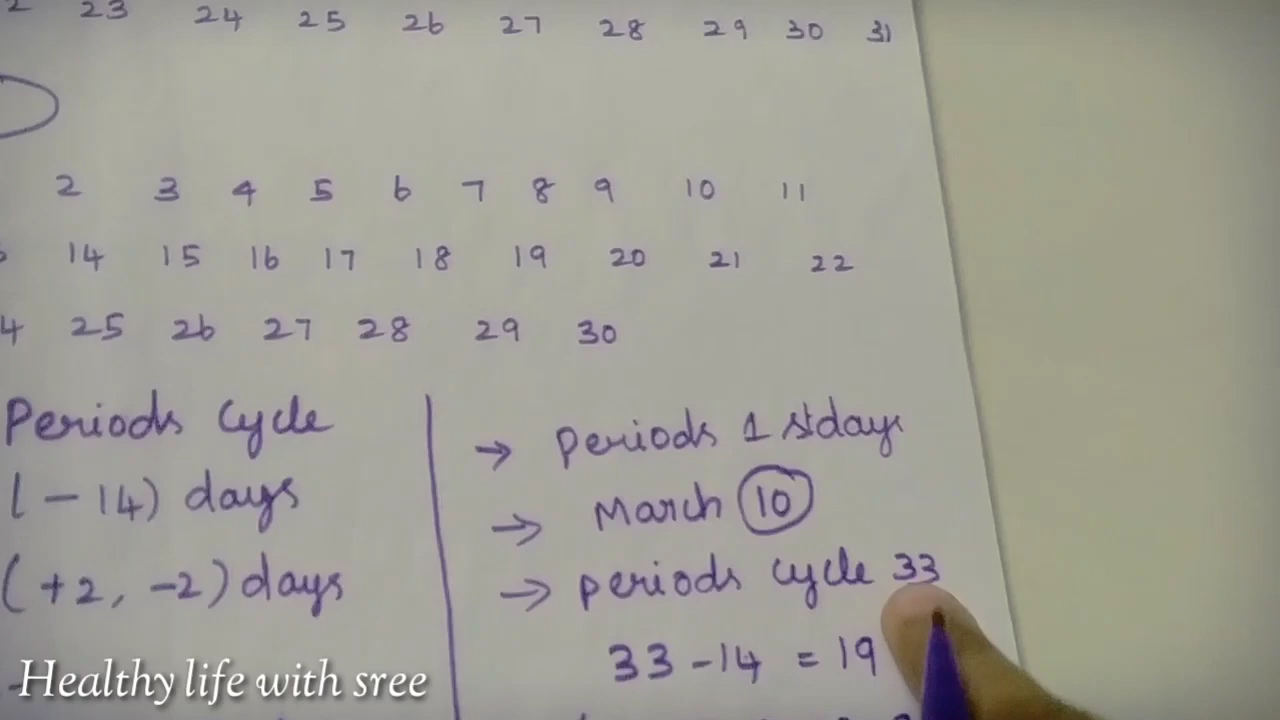 23 24 25 26 27 28 29 30 31
2 3 4 5 6 7 8 9 10 11
14 15 16 17 18 19 20 21 22
4 25 26 27 28 29 30
Periods Cycle
(-14) days
(+2, -2) days
→ Periods 1 st days
→ March 10
→ periods cycle 33
33 - 14 = 19
Healthy life with sree